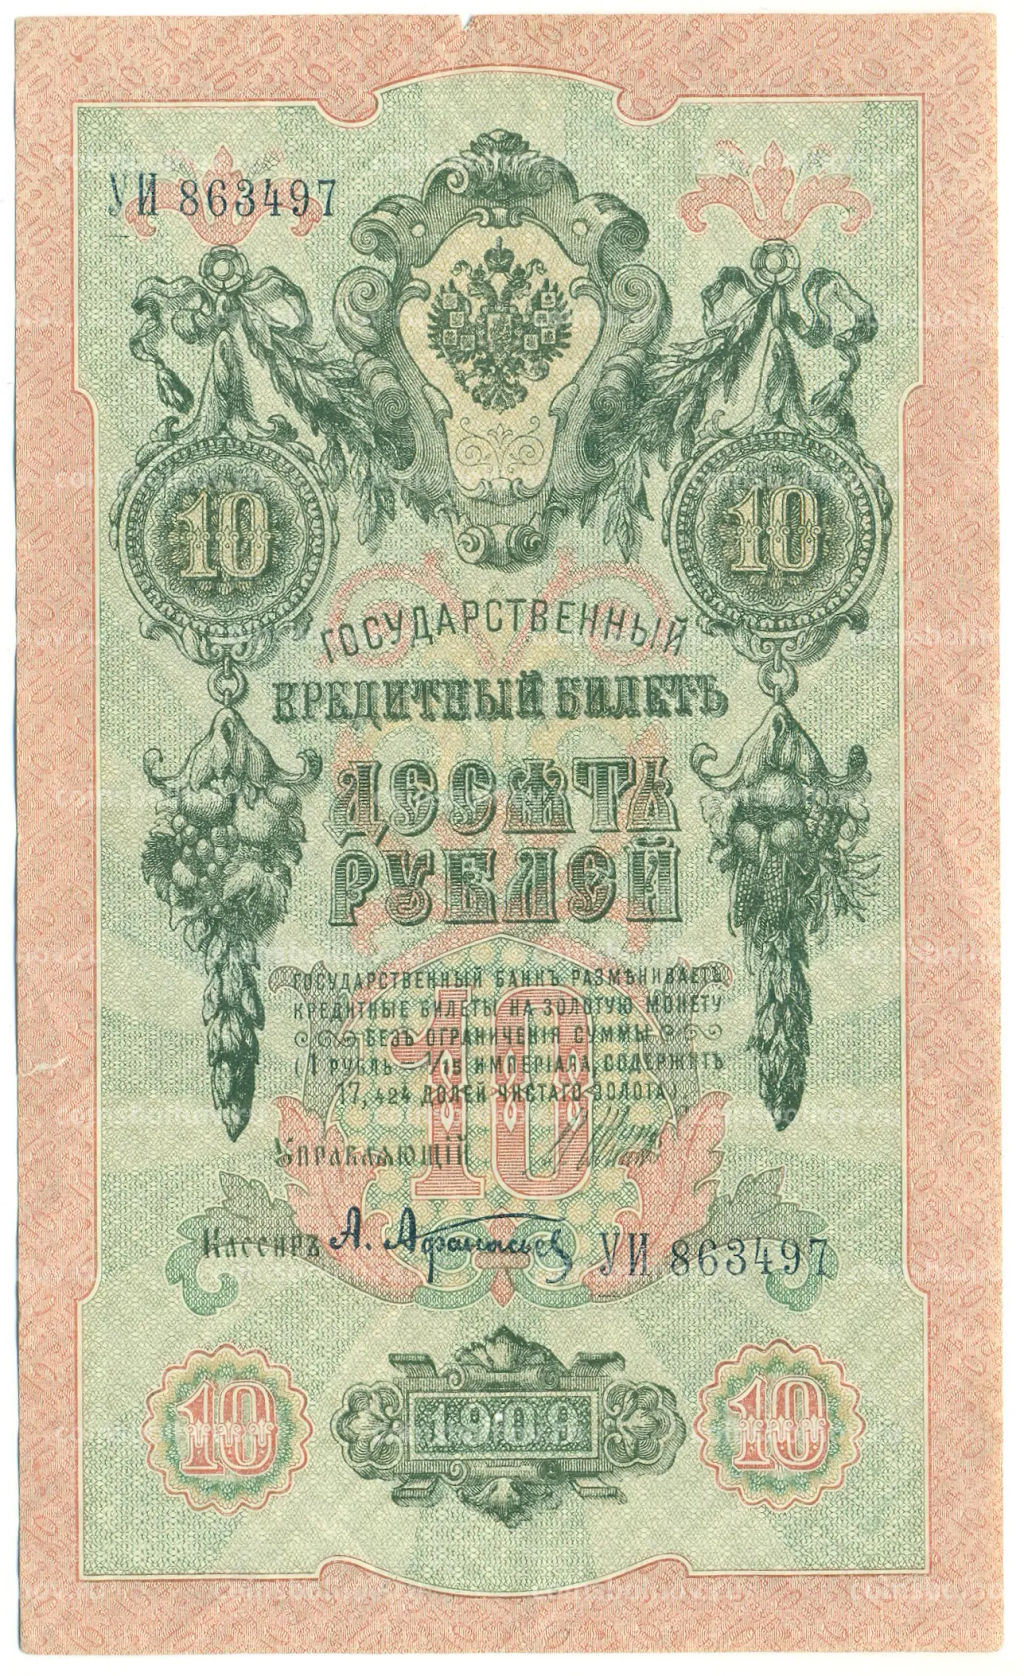 УИ 863497
10 10
ГОСУДАРСТВЕННЫЙ
КРЕДИТНЫЙ БИЛЕТЪ
ДЕСЯТЬ
РУБЛЕЙ
10
ГОСУДАРСТВЕННЫЙ БАНКЪ РАЗМѢНИВАЕТЪ
КРЕДИТНЫЕ БИЛЕТЫ НА ЗОЛОТУЮ МОНЕТУ
БЕЗЪ ОГРАНИЧЕНІЯ СУММЫ
(1 РУБЛЬ = 1/15 ИМПЕРІАЛА, СОДЕРЖИТЪ
17,424 ДОЛЕЙ ЧИСТАГО ЗОЛОТА).
УПРАВЛЯЮЩІЙ
КАССИРЪ А. Афанасьев УИ 863497
10 1909 10